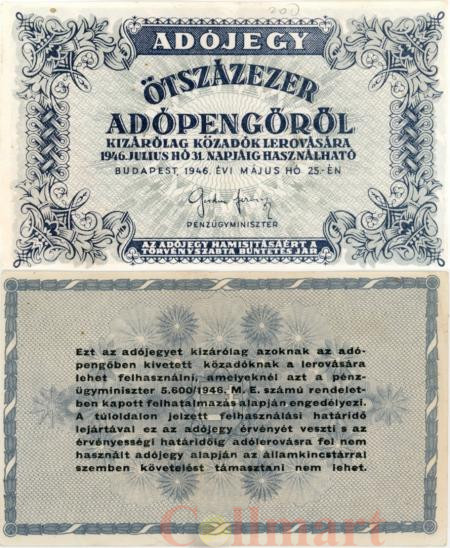 200
ADÓJEGY
ÖTSZÁZEZER
ADÓPENGŐRŐL
KIZÁRÓLAG KÖZADÓK LEROVÁSÁRA
1946. JULIUS HÓ 31. NAPJÁIG HASZNÁLHATÓ
BUDAPEST, 1946. ÉVI MÁJUS HÓ 25.-ÉN
PÉNZÜGYMINISZTER
AZ ADÓJEGY HAMISITÁSÁÉRT A
TÖRVÉNYSZABTA BÜNTETÉS JÁR
Ezt az adójegyet kizárólag azoknak az adó-
pengőben kivetett közadóknak a lerovására
lehet felhasználni, amelyeknél azt a pénz-
ügyminiszter 5.600/1946. M. E. számú rendelet-
ben kapott felhatalmazás alapján engedélyezi.
A túloldalon jelzett felhasználási határidő
lejártával ez az adójegy érvényét veszti s az
érvényességi határidőig adólerovásra fel nem
használt adójegy alapján az államkincstárral
szemben követelést támasztani nem lehet.
Collmart